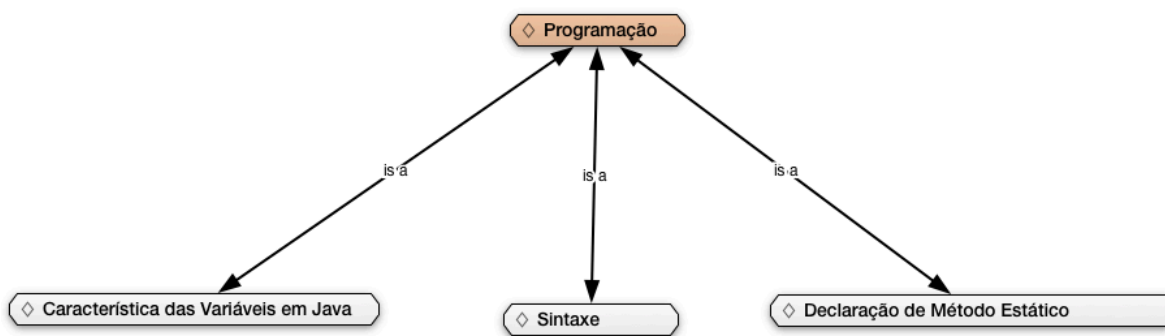 Programação
is a
is a
is a
Característica das Variáveis em Java
Sintaxe
Declaração de Método Estático